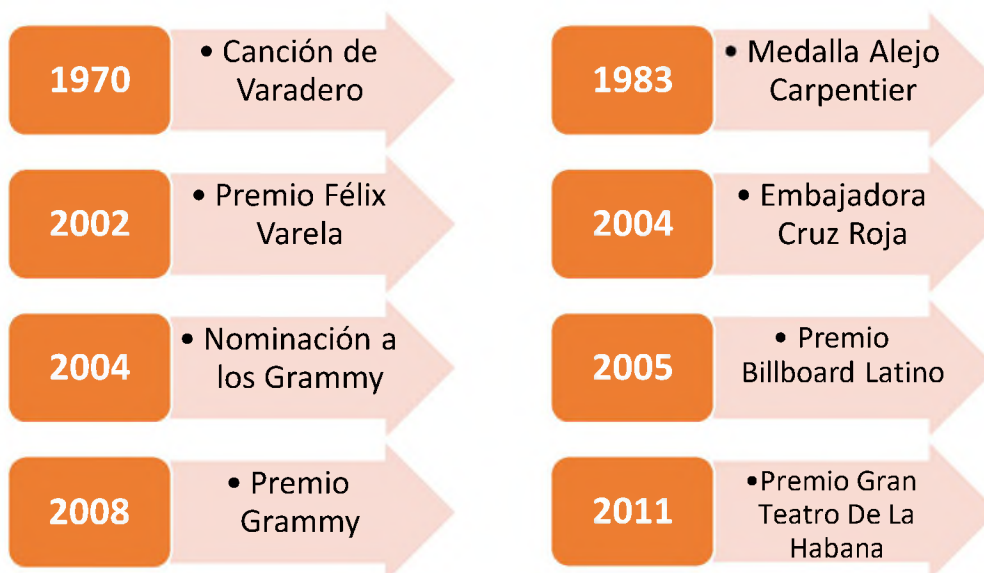 1970
• Canción de
Varadero
1983
• Medalla Alejo
Carpentier
2002
• Premio Félix
Varela
2004
• Embajadora
Cruz Roja
2004
• Nominación a
los Grammy
2005
• Premio
Billboard Latino
2008
• Premio
Grammy
2011
•Premio Gran
Teatro De La
Habana